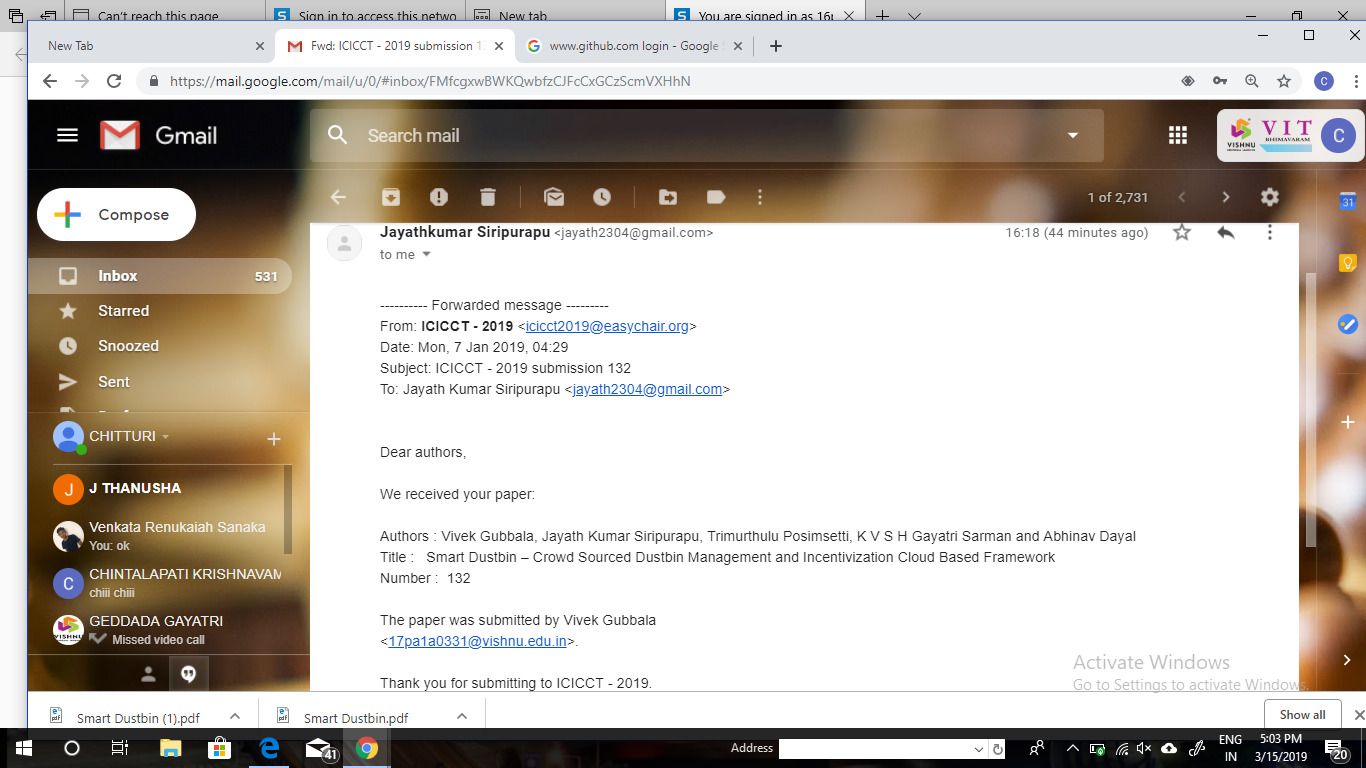 Can't reach this page
Sign in to access this netwo
New tab
You are signed in as 16
New Tab
Fwd: ICICCT - 2019 submission 1
www.github.com login - Google
https://mail.google.com/mail/u/0/#inbox/FMfcgxwBWKQwbfzCJFcCxGCzScmVXHhN
C
Gmail
Search mail
VISHNU
VIT
BHIMAVARAM
C
Compose
1 of 2,731
31
Inbox 531
Starred
Snoozed
Sent
Jayathkumar Siripurapu <jayath2304@gmail.com>
16:18 (44 minutes ago)
to me
---------- Forwarded message ---------
From: ICICCT - 2019 <icicct2019@easychair.org>
Date: Mon, 7 Jan 2019, 04:29
Subject: ICICCT - 2019 submission 132
To: Jayath Kumar Siripurapu <jayath2304@gmail.com>
Dear authors,
We received your paper:
Authors : Vivek Gubbala, Jayath Kumar Siripurapu, Trimurthulu Posimsetti, K V S H Gayatri Sarman and Abhinav Dayal
Title : Smart Dustbin – Crowd Sourced Dustbin Management and Incentivization Cloud Based Framework
Number : 132
The paper was submitted by Vivek Gubbala
<17pa1a0331@vishnu.edu.in>.
Thank you for submitting to ICICCT - 2019.
CHITTURI
J
J THANUSHA
Venkata Renukaiah Sanaka
You: ok
C
CHINTALAPATI KRISHNAVAM
chiii chiii
VISHNU
GEDDADA GAYATRI
Missed video call
Activate Windows
Go to Settings to activate Windows.
Smart Dustbin (1).pdf
Smart Dustbin.pdf
Show all
41
Address
ENG
IN
5:03 PM
3/15/2019
20